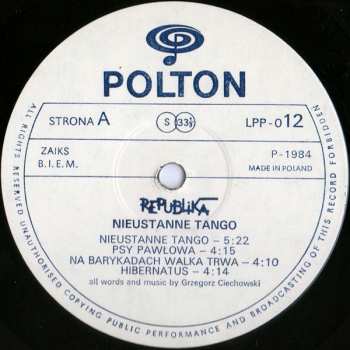 POLTON
STRONA A
S 33⅓
LPP-012
ZAIKS
B.I.E.M.
P-1984
MADE IN POLAND
REPUBLIKA
NIEUSTANNE TANGO
NIEUSTANNE TANGO – 5:22
PSY PAWLOWA – 4:15
NA BARYKADACH WALKA TRWA – 4:10
HIBERNATUS – 4:14
all words and music by Grzegorz Ciechowski
ALL RIGHTS RESERVED UNAUTHORISED COPYING PUBLIC PERFORMANCE AND BROADCASTING OF THIS RECORD FORBIDDEN